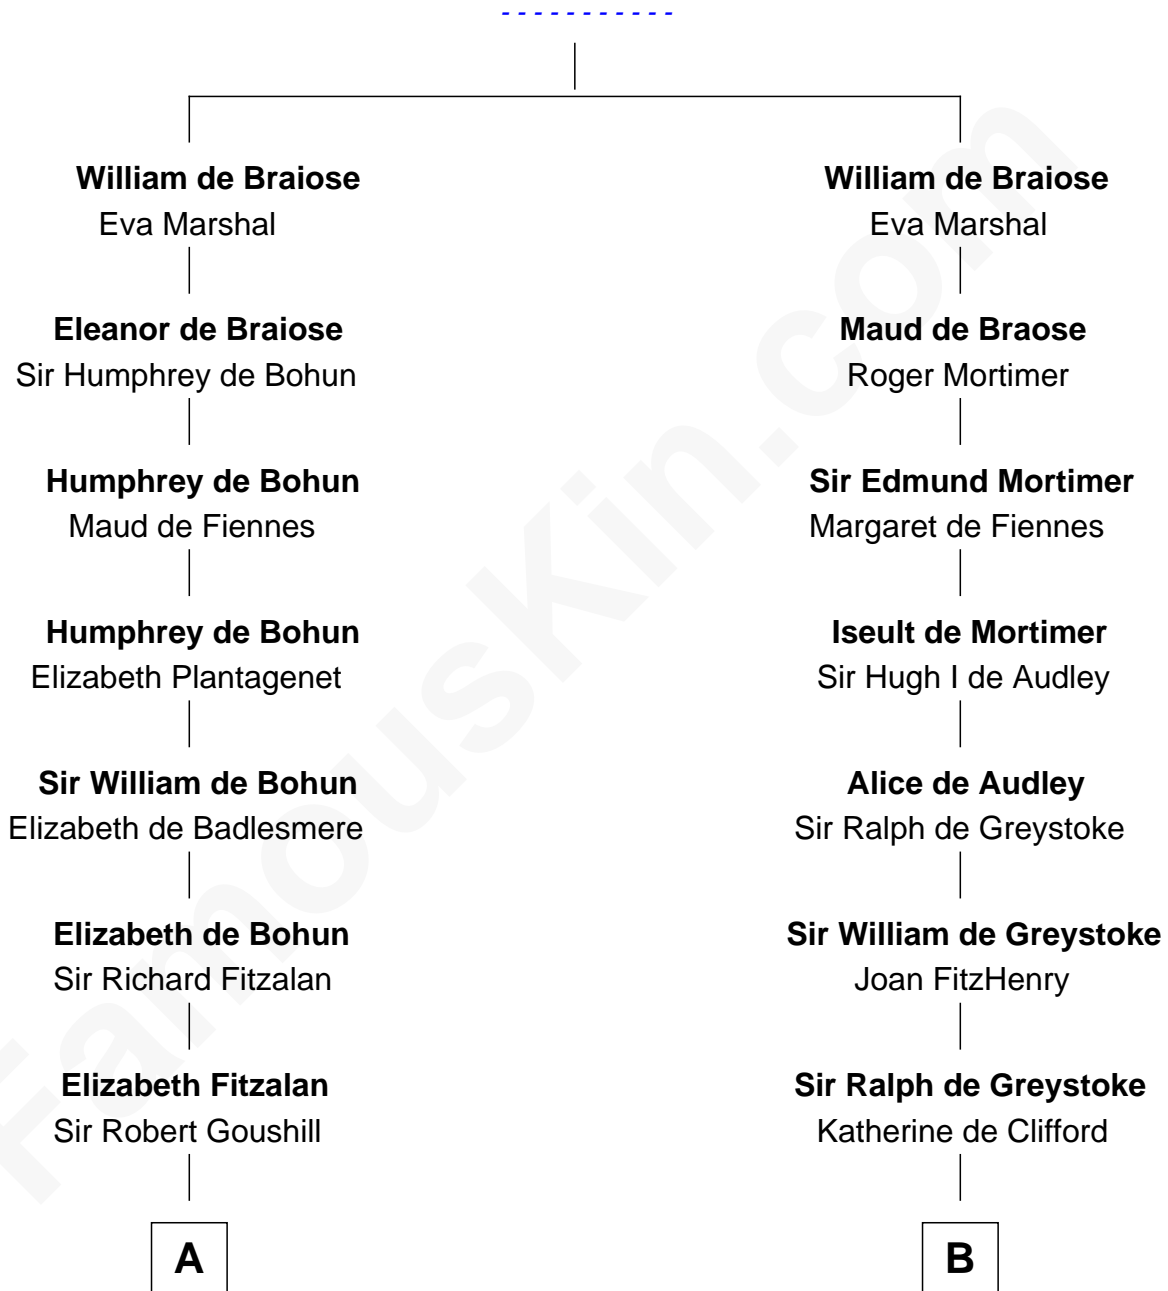 - - - - - - - - - - -
William de Braiose
Eva Marshal
Eleanor de Braiose
Sir Humphrey de Bohun
Humphrey de Bohun
Maud de Fiennes
Humphrey de Bohun
Elizabeth Plantagenet
Sir William de Bohun
Elizabeth de Badlesmere
Elizabeth de Bohun
Sir Richard Fitzalan
Elizabeth Fitzalan
Sir Robert Goushill
A
William de Braiose
Eva Marshal
Maud de Braose
Roger Mortimer
Sir Edmund Mortimer
Margaret de Fiennes
Iseult de Mortimer
Sir Hugh I de Audley
Alice de Audley
Sir Ralph de Greystoke
Sir William de Greystoke
Joan FitzHenry
Sir Ralph de Greystoke
Katherine de Clifford
B
FamousKin.com